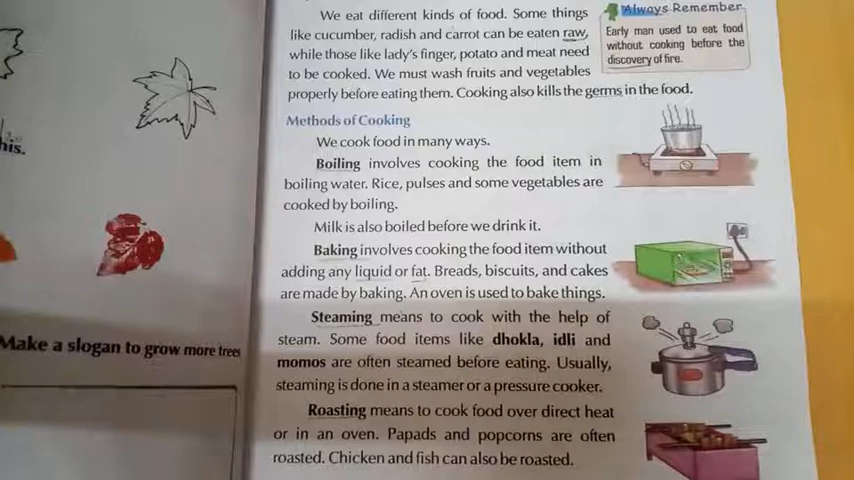 his.
Make a slogan to grow more trees
We eat different kinds of food. Some things
like cucumber, radish and carrot can be eaten raw,
while those like lady's finger, potato and meat need
to be cooked. We must wash fruits and vegetables
properly before eating them. Cooking also kills the germs in the food.
Always Remember
Early man used to eat food
without cooking before the
discovery of fire.
Methods of Cooking
We cook food in many ways.
Boiling involves cooking the food item in
boiling water. Rice, pulses and some vegetables are
cooked by boiling.
Milk is also boiled before we drink it.
Baking involves cooking the food item without
adding any liquid or fat. Breads, biscuits, and cakes
are made by baking. An oven is used to bake things.
Steaming means to cook with the help of
steam. Some food items like dhokla, idli and
momos are often steamed before eating. Usually,
steaming is done in a steamer or a pressure cooker.
Roasting means to cook food over direct heat
or in an oven. Papads and popcorns are often
roasted. Chicken and fish can also be roasted.